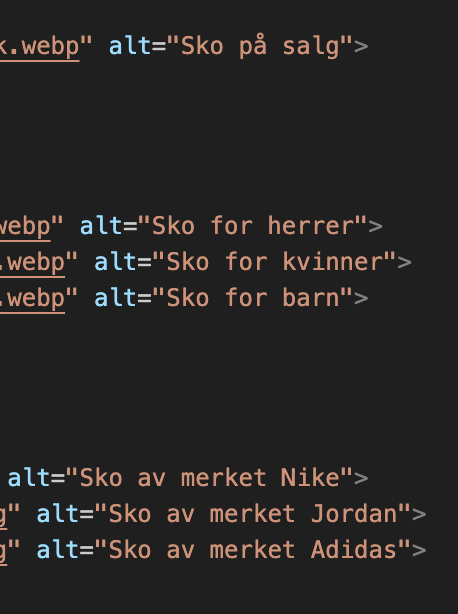 k.webp" alt="Sko på salg">
webp" alt="Sko for herrer">
.webp" alt="Sko for kvinner">
.webp" alt="Sko for barn">
alt="Sko av merket Nike">
g" alt="Sko av merket Jordan">
g" alt="Sko av merket Adidas">